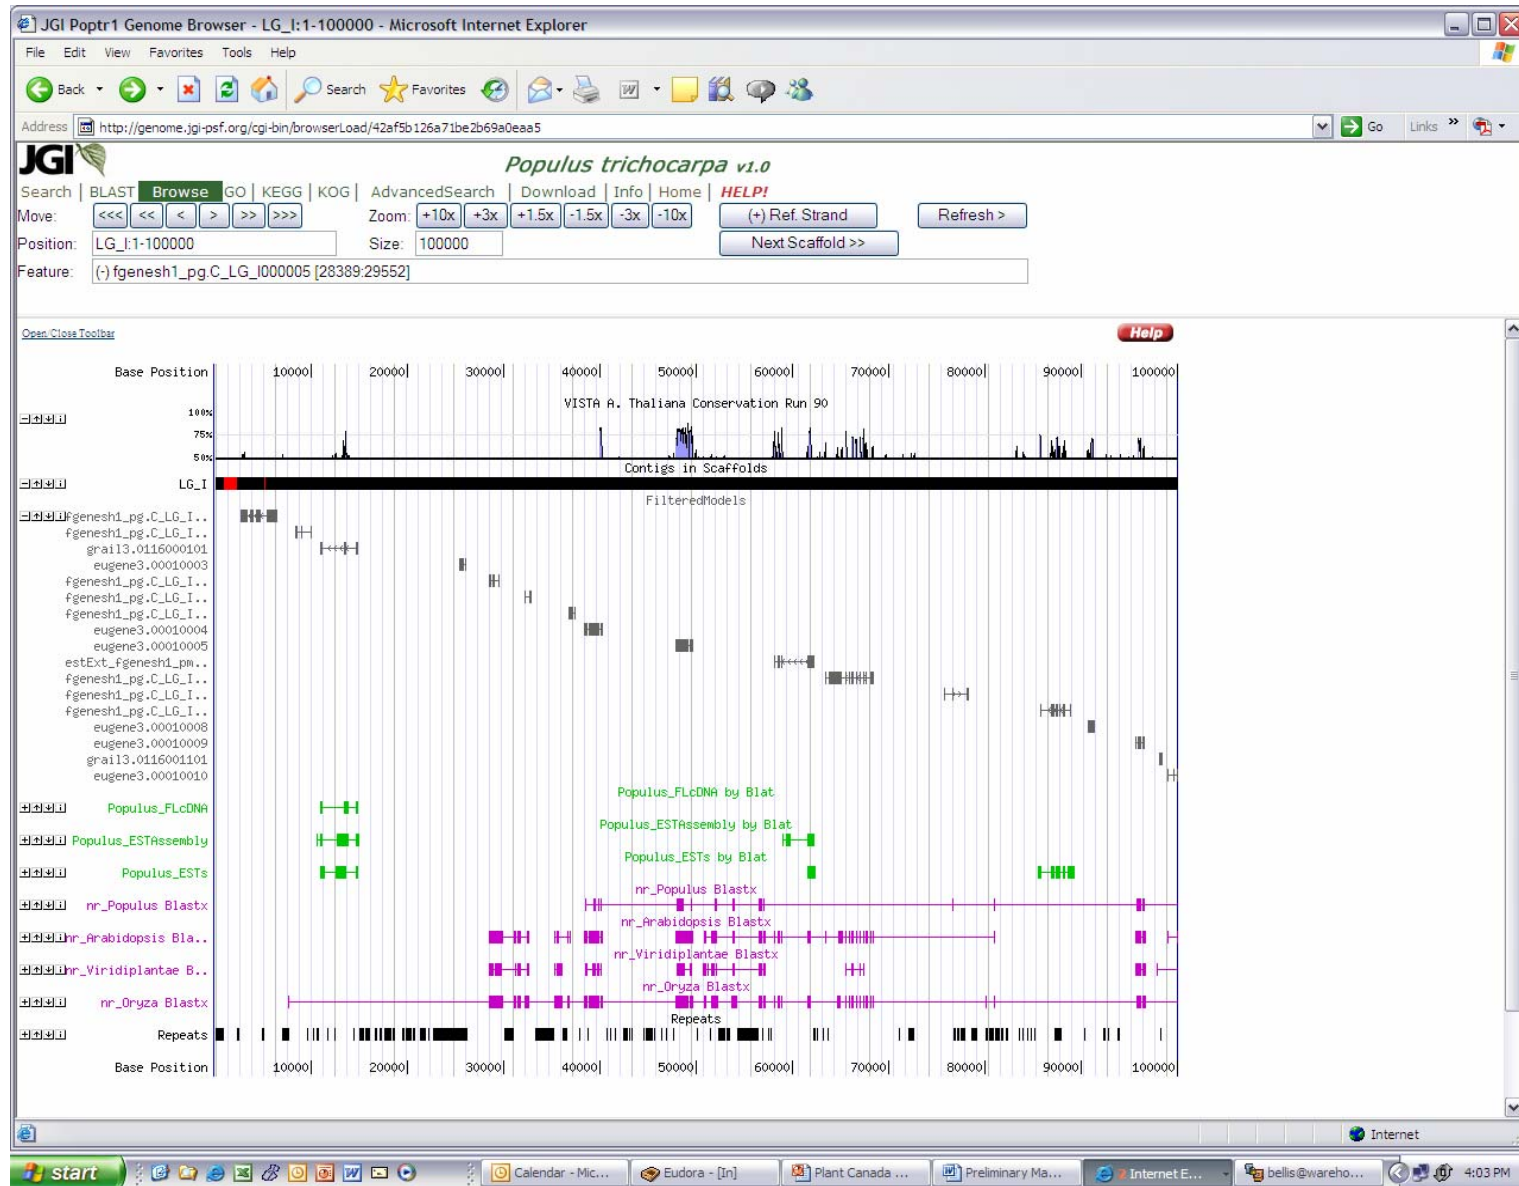 JGI Poptr1 Genome Browser - LG_I:1-100000 - Microsoft Internet Explorer
File Edit View Favorites Tools Help
Back Search Favorites
Address http://genome.jgi-psf.org/cgi-bin/browserLoad/42af5b126a71be2b69a0eaa5 Go Links »
JGI Populus trichocarpa v1.0
Search | BLAST Browse GO | KEGG | KOG | AdvancedSearch | Download | Info | Home | HELP!
Move: <<< << < > >> >>> Zoom: +10x +3x +1.5x -1.5x -3x -10x (+) Ref. Strand Refresh >
Position: LG_I:1-100000 Size: 100000 Next Scaffold >>
Feature: (-) fgenesh1_pg.C_LG_I000005 [28389:29552]
Open/Close Toolbar Help
Base Position 10000 20000 30000 40000 50000 60000 70000 80000 90000 100000
VISTA A. Thaliana Conservation Run 90
100%
75%
50%
Contigs in Scaffolds
LG_I
FilteredModels
fgenesh1_pg.C_LG_I..
fgenesh1_pg.C_LG_I..
grail3.0116000101
eugene3.00010003
fgenesh1_pg.C_LG_I..
fgenesh1_pg.C_LG_I..
fgenesh1_pg.C_LG_I..
eugene3.00010004
eugene3.00010005
estExt_fgenesh1_pm..
fgenesh1_pg.C_LG_I..
fgenesh1_pg.C_LG_I..
fgenesh1_pg.C_LG_I..
eugene3.00010008
eugene3.00010009
grail3.0116001101
eugene3.00010010
Populus_FLcDNA by Blat
Populus_FLcDNA
Populus_ESTAssembly by Blat
Populus_ESTAssembly
Populus_ESTs by Blat
Populus_ESTs
nr_Populus Blastx
nr_Populus Blastx
nr_Arabidopsis Blastx
nr_Arabidopsis Bla..
nr_Viridiplantae Blastx
nr_Viridiplantae B..
nr_Oryza Blastx
nr_Oryza Blastx
Repeats
Repeats
Base Position 10000 20000 30000 40000 50000 60000 70000 80000 90000 100000
Internet
start Calendar - Mic... Eudora - [In] Plant Canada ... Preliminary Ma... Internet E... bellis@wareho... 4:03 PM